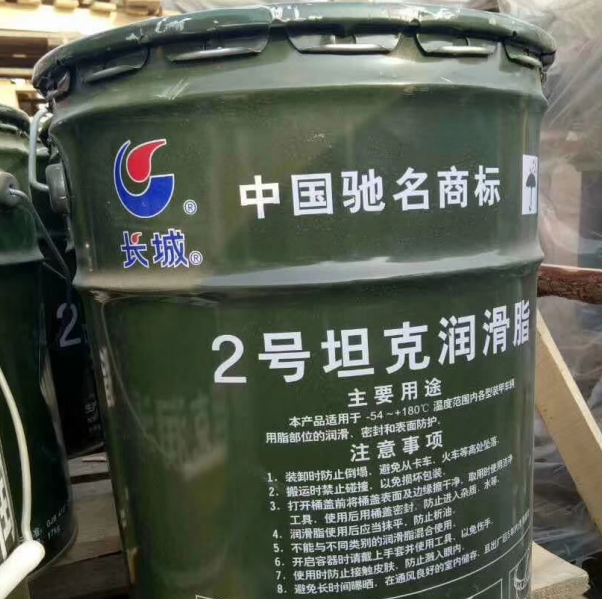 中国驰名商标
®
长城®
2号坦克润滑脂
主要用途
本产品适用于 -54～+180℃ 温度范围内各型装甲车辆
用脂部位的润滑、密封和表面防护。
注意事项
1、装卸时防止倒塌，避免从卡车、火车等高处坠落。
2、搬运时禁止碰撞，以免损坏包装。
3、打开桶盖前将桶盖表面及边缘擦干净，取用时使用洁净
工具，使用后用桶盖密封，防止进入杂质、水等。
4、润滑脂使用后应当抹平，防止析油。
5、不能与不同类别的润滑脂混合使用。
6、开启容器时请戴上手套并使用工具，以免伤手。
7、使用时防止接触皮肤、防止溅入眼内。
8、避免长时间曝晒，在通风良好的室内储存，且出厂
2
17kg